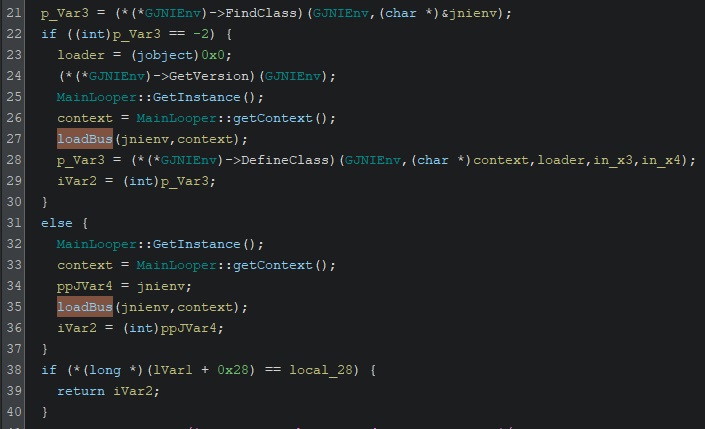 21 p_Var3 = (*(*GJNIEnv)->FindClass)(GJNIEnv,(char *)&jnienv);
22 if ((int)p_Var3 == -2) {
23 loader = (jobject)0x0;
24 (*(*GJNIEnv)->GetVersion)(GJNIEnv);
25 MainLooper::GetInstance();
26 context = MainLooper::getContext();
27 loadBus(jnienv,context);
28 p_Var3 = (*(*GJNIEnv)->DefineClass)(GJNIEnv,(char *)context,loader,in_x3,in_x4);
29 iVar2 = (int)p_Var3;
30 }
31 else {
32 MainLooper::GetInstance();
33 context = MainLooper::getContext();
34 ppJVar4 = jnienv;
35 loadBus(jnienv,context);
36 iVar2 = (int)ppJVar4;
37 }
38 if (*(long *)(lVar1 + 0x28) == local_28) {
39 return iVar2;
40 }